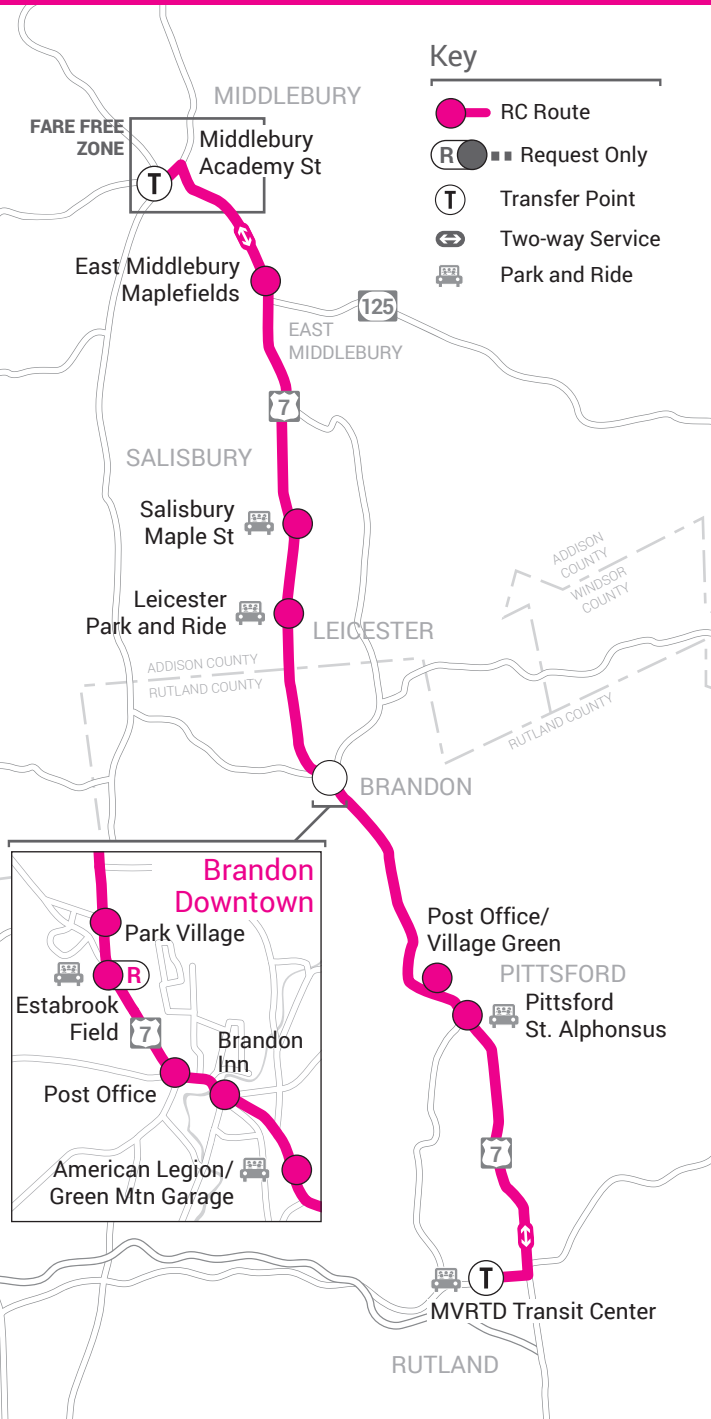 Key
RC Route
R Request Only
T Transfer Point
Two-way Service
Park and Ride
MIDDLEBURY
FARE FREE
ZONE
Middlebury
Academy St
T
East Middlebury
Maplefields
125
EAST
MIDDLEBURY
7
SALISBURY
Salisbury
Maple St
Leicester
Park and Ride
LEICESTER
ADDISON
COUNTY
WINDSOR
COUNTY
ADDISON COUNTY
RUTLAND COUNTY
RUTLAND COUNTY
BRANDON
Brandon
Downtown
Park Village
R
Estabrook
Field
7
Brandon
Inn
Post Office
American Legion/
Green Mtn Garage
Post Office/
Village Green
PITTSFORD
Pittsford
St. Alphonsus
7
T
MVRTD Transit Center
RUTLAND